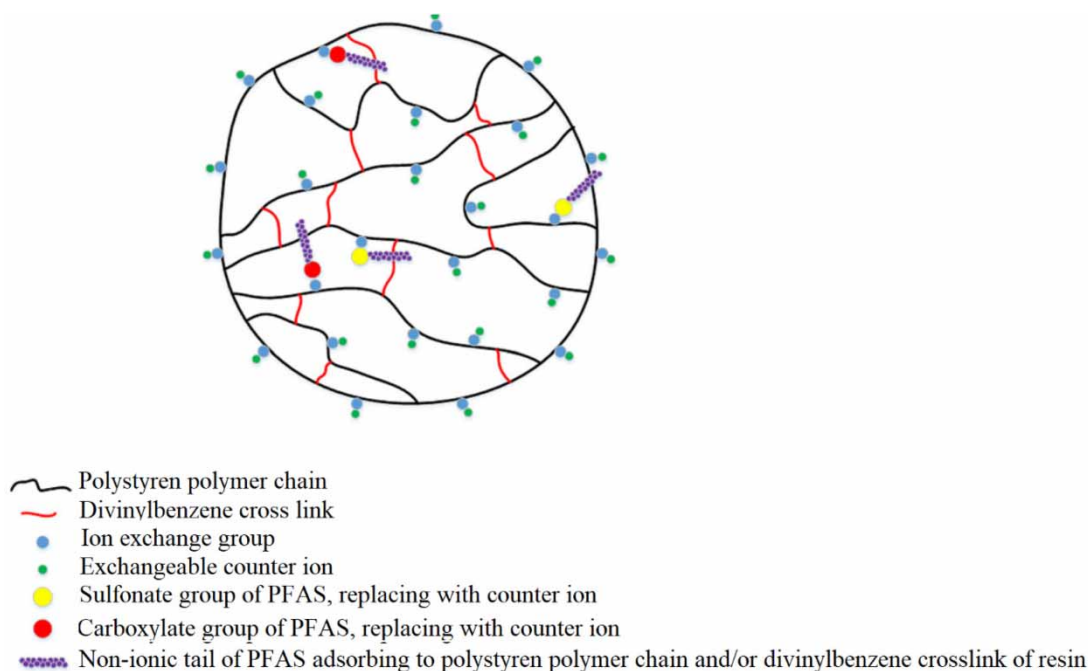 Polystyren polymer chain
Divinylbenzene cross link
Ion exchange group
Exchangeable counter ion
Sulfonate group of PFAS, replacing with counter ion
Carboxylate group of PFAS, replacing with counter ion
Non-ionic tail of PFAS adsorbing to polystyren polymer chain and/or divinylbenzene crosslink of resin